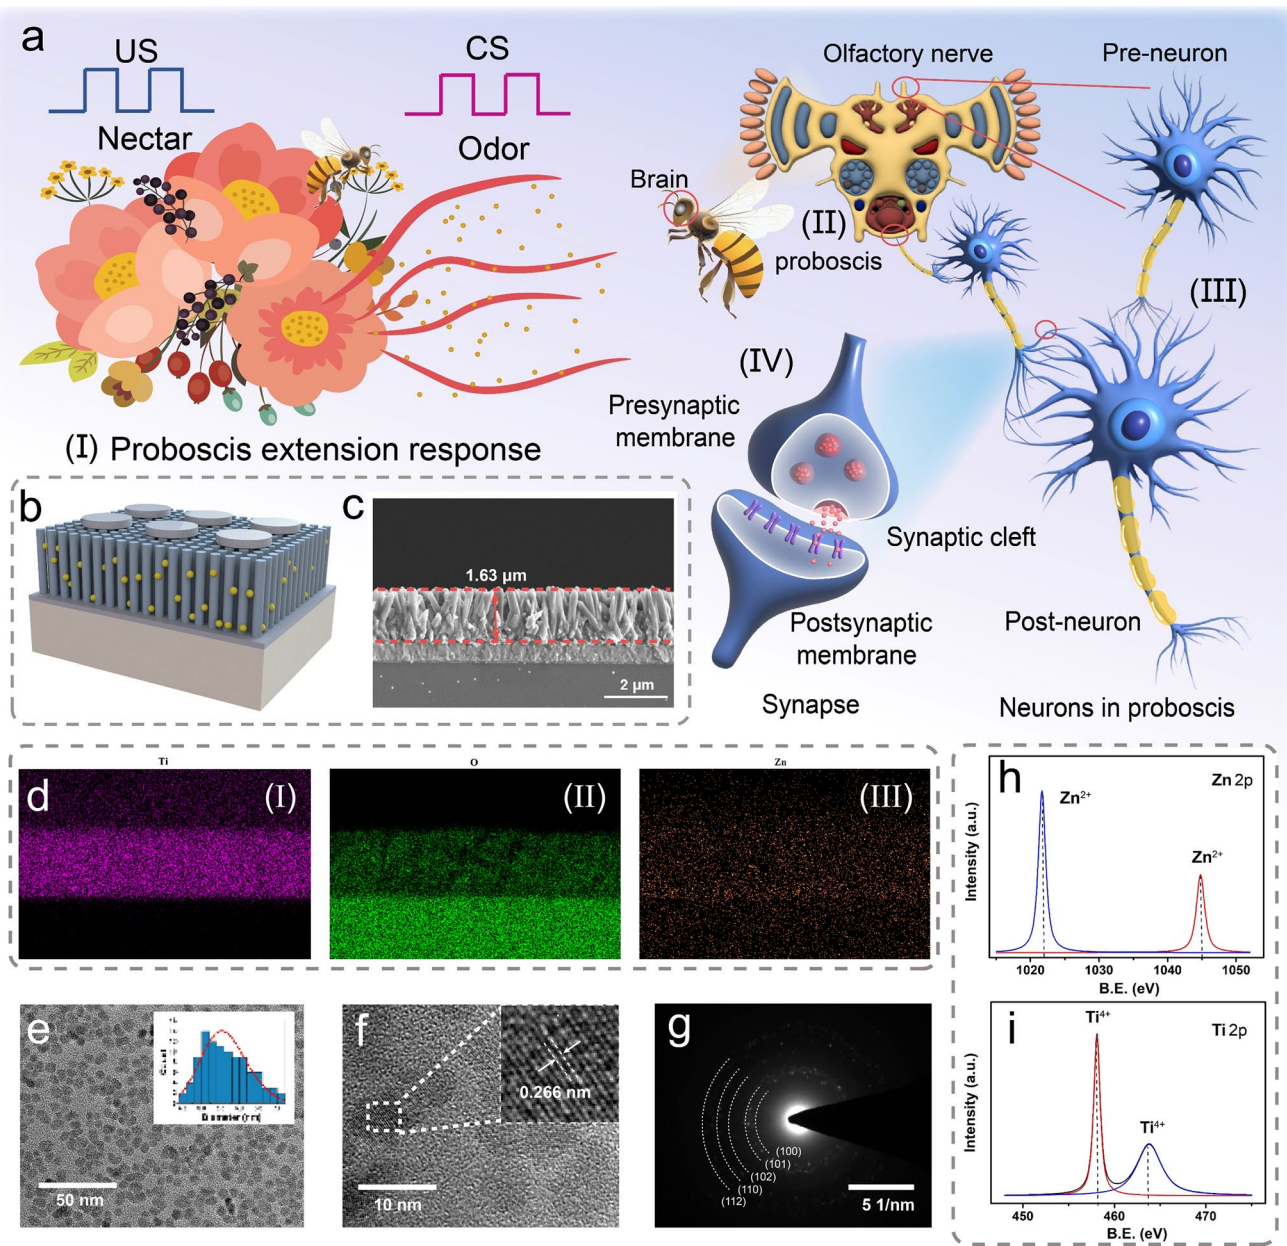 a
US
CS
Nectar
Odor
(I) Proboscis extension response
Olfactory nerve
Pre-neuron
Brain
(II)
proboscis
(III)
(IV)
Presynaptic
membrane
Synaptic cleft
Postsynaptic
membrane
Post-neuron
Synapse
Neurons in proboscis
b
c
1.63 μm
2 μm
d
Ti
(I)
O
(II)
Zn
(III)
h
Zn 2p
Zn²⁺
Zn²⁺
Intensity (a.u.)
1020 1030 1040 1050
B.E. (eV)
e
50 nm
f
0.266 nm
10 nm
g
(100)
(101)
(102)
(110)
(112)
5 1/nm
i
Ti⁴⁺
Ti 2p
Ti⁴⁺
Intensity (a.u.)
450 460 470
B.E. (eV)